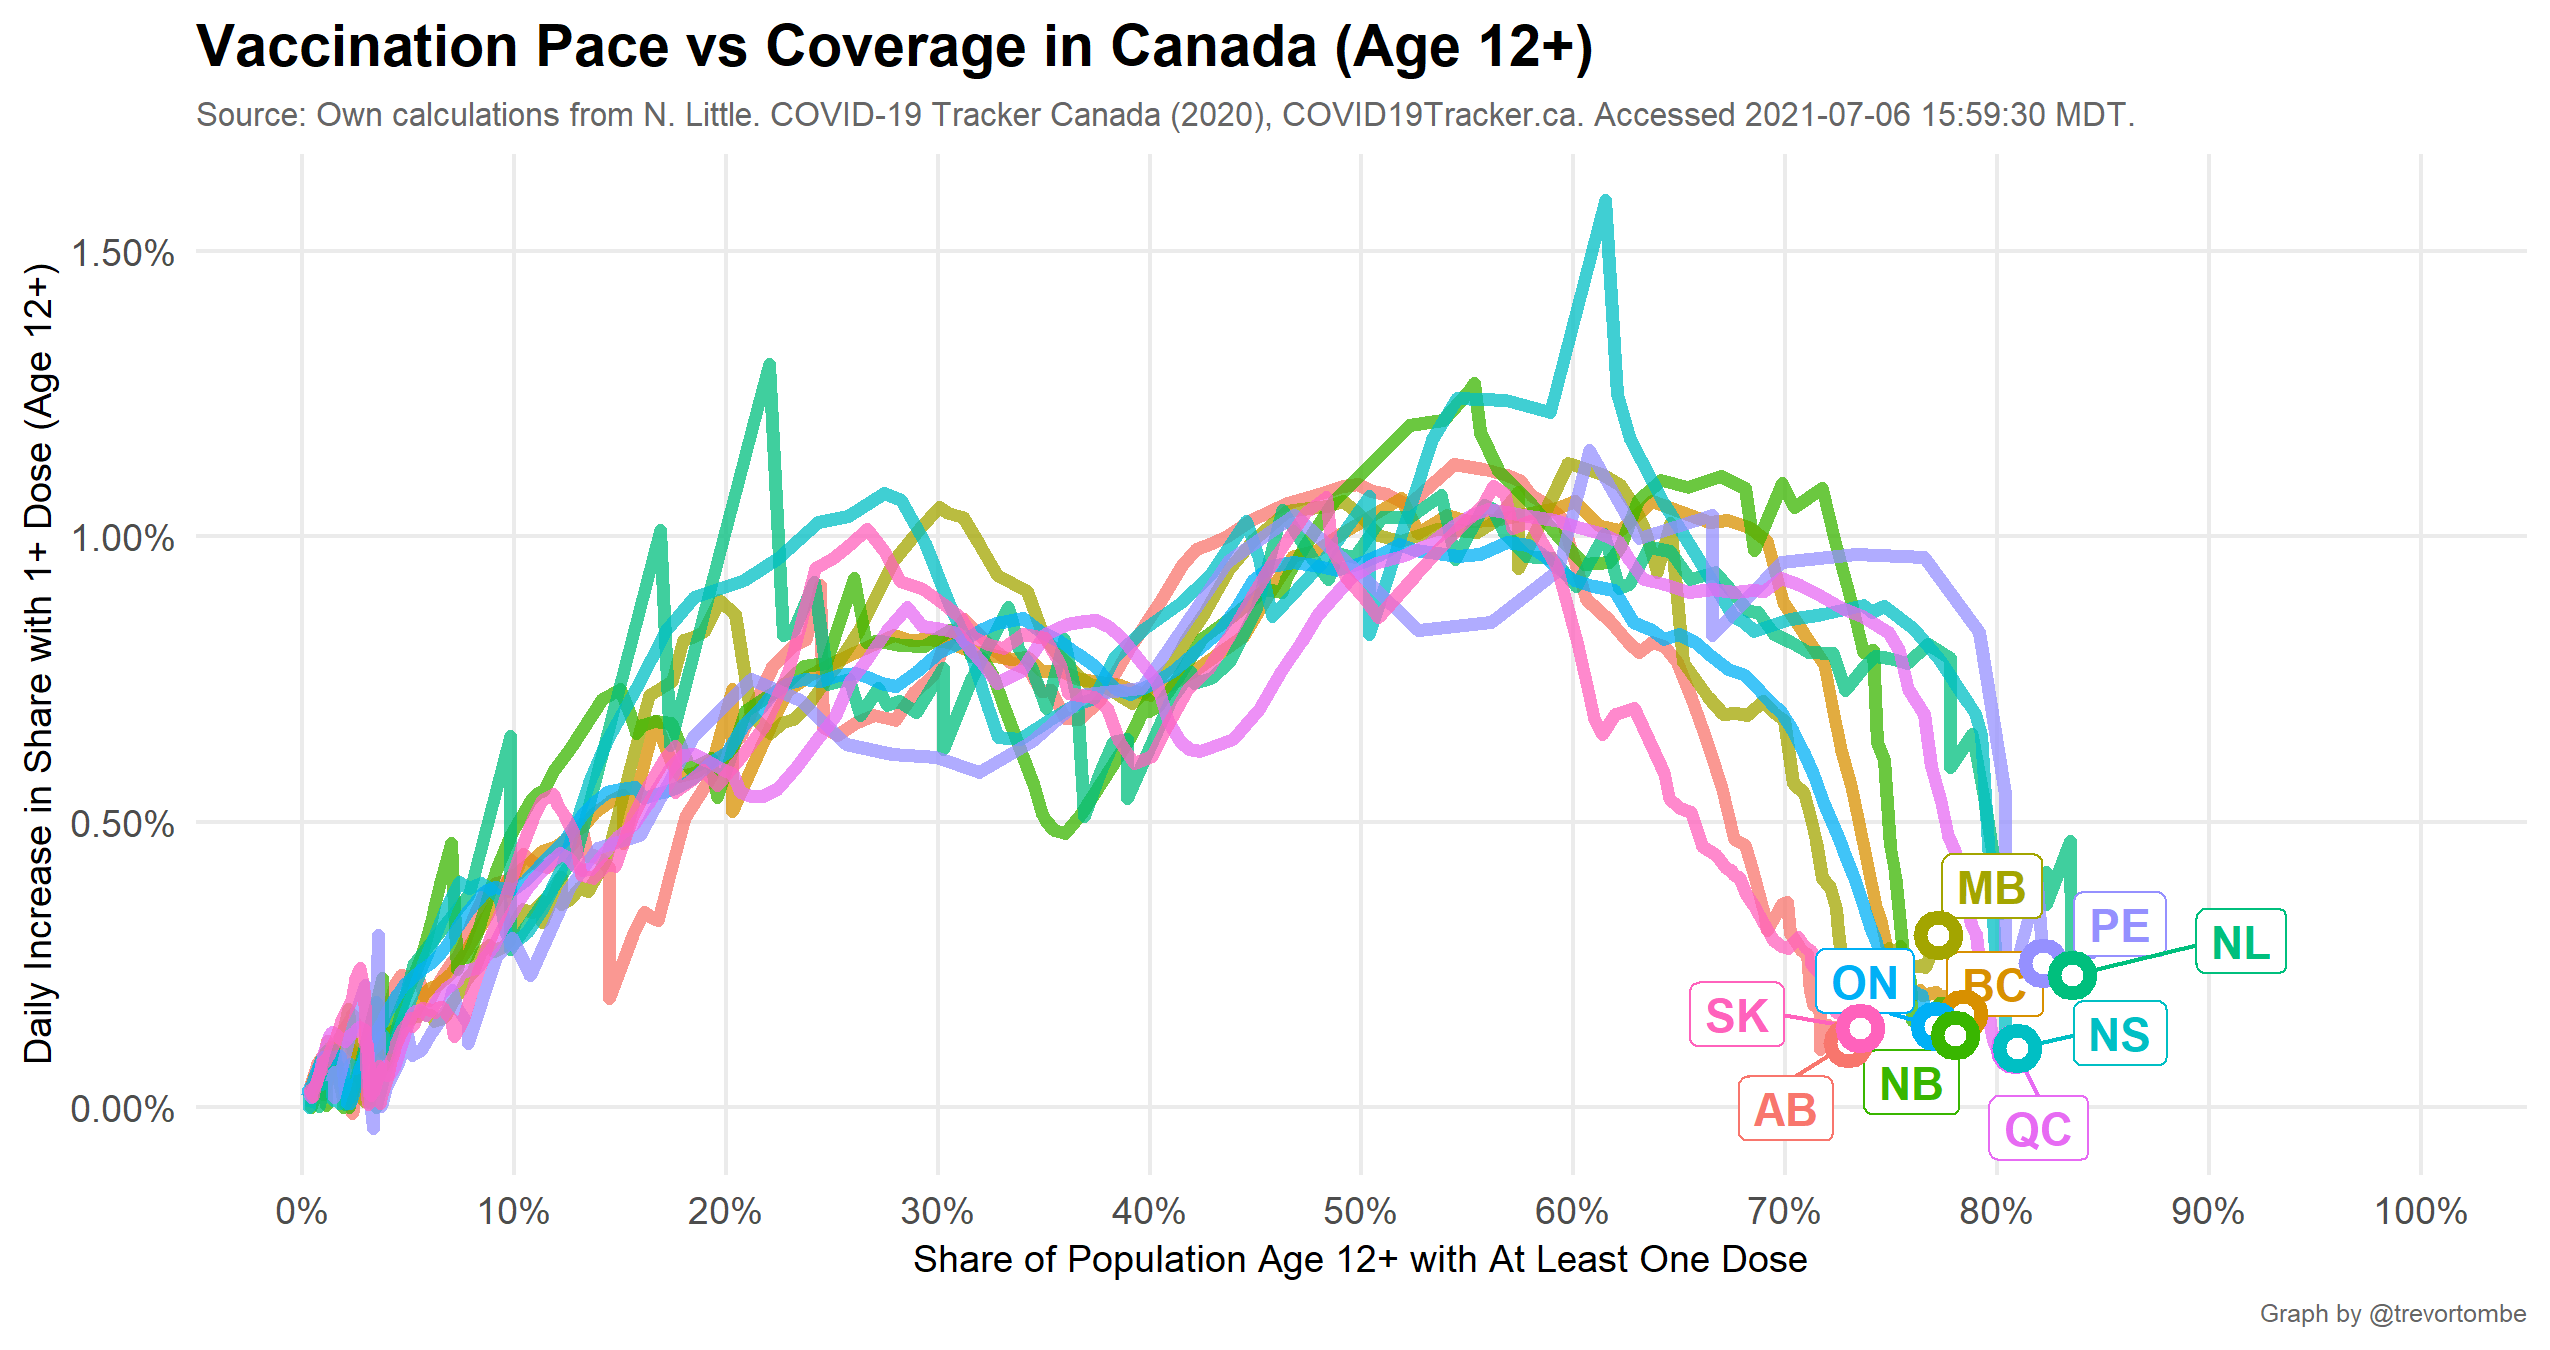 Vaccination Pace vs Coverage in Canada (Age 12+)
Source: Own calculations from N. Little. COVID-19 Tracker Canada (2020), COVID19Tracker.ca. Accessed 2021-07-06 15:59:30 MDT.
Daily Increase in Share with 1+ Dose (Age 12+)
1.50%
1.00%
0.50%
0.00%
MB
PE
NL
ON
BC
SK
NS
NB
AB
QC
0% 10% 20% 30% 40% 50% 60% 70% 80% 90% 100%
Share of Population Age 12+ with At Least One Dose
Graph by @trevortombe